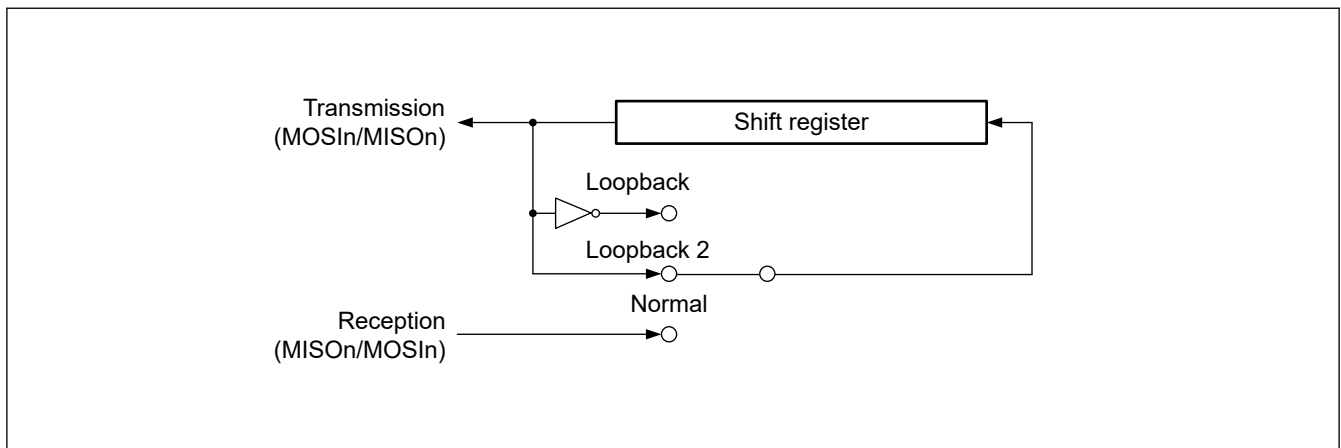 Transmission
(MOSIn/MISOn)
Shift register
Loopback
Loopback 2
Normal
Reception
(MISOn/MOSIn)